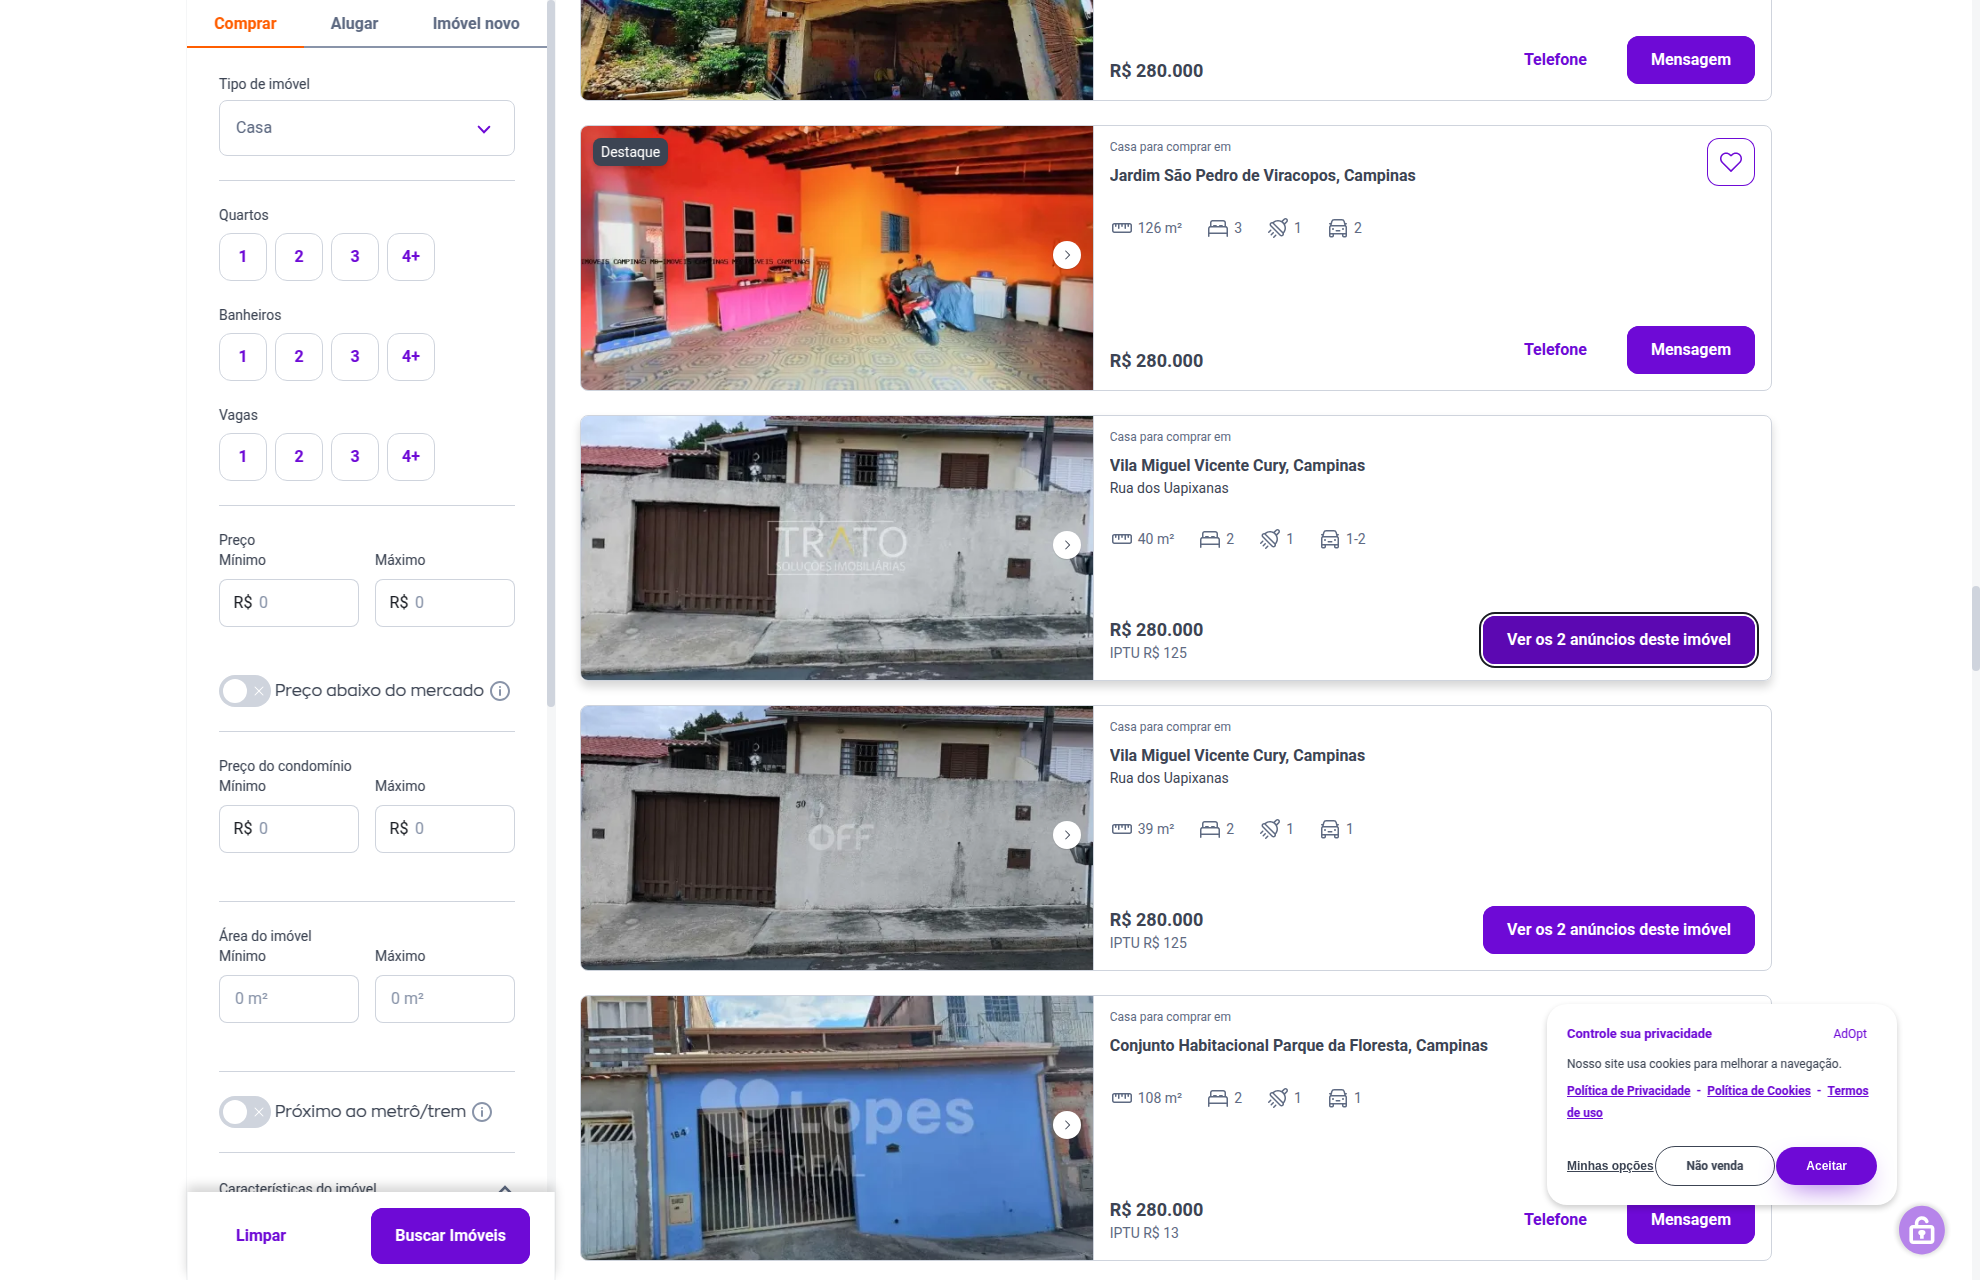 Comprar
Alugar
Imóvel novo
Tipo de imóvel
Casa
Quartos
1
2
3
4+
Banheiros
1
2
3
4+
Vagas
1
2
3
4+
Preço
Mínimo
Máximo
R$ 0
R$ 0
Preço abaixo do mercado
Preço do condomínio
Mínimo
Máximo
R$ 0
R$ 0
Área do imóvel
Mínimo
Máximo
0 m²
0 m²
Próximo ao metrô/trem
Características do imóvel
Limpar
Buscar Imóveis
R$ 280.000
Telefone
Mensagem
Destaque
Casa para comprar em
Jardim São Pedro de Viracopos, Campinas
126 m²
3
1
2
R$ 280.000
Telefone
Mensagem
TRATO
SOLUÇÕES IMOBILIÁRIAS
Casa para comprar em
Vila Miguel Vicente Cury, Campinas
Rua dos Uapixanas
40 m²
2
1
1-2
R$ 280.000
IPTU R$ 125
Ver os 2 anúncios deste imóvel
OFF
Casa para comprar em
Vila Miguel Vicente Cury, Campinas
Rua dos Uapixanas
39 m²
2
1
1
R$ 280.000
IPTU R$ 125
Ver os 2 anúncios deste imóvel
Lopes
REAL
Casa para comprar em
Conjunto Habitacional Parque da Floresta, Campinas
108 m²
2
1
1
R$ 280.000
IPTU R$ 13
Telefone
Mensagem
Controle sua privacidade
AdOpt
Nosso site usa cookies para melhorar a navegação.
Política de Privacidade - Política de Cookies - Termos
de uso
Minhas opções
Não venda
Aceitar